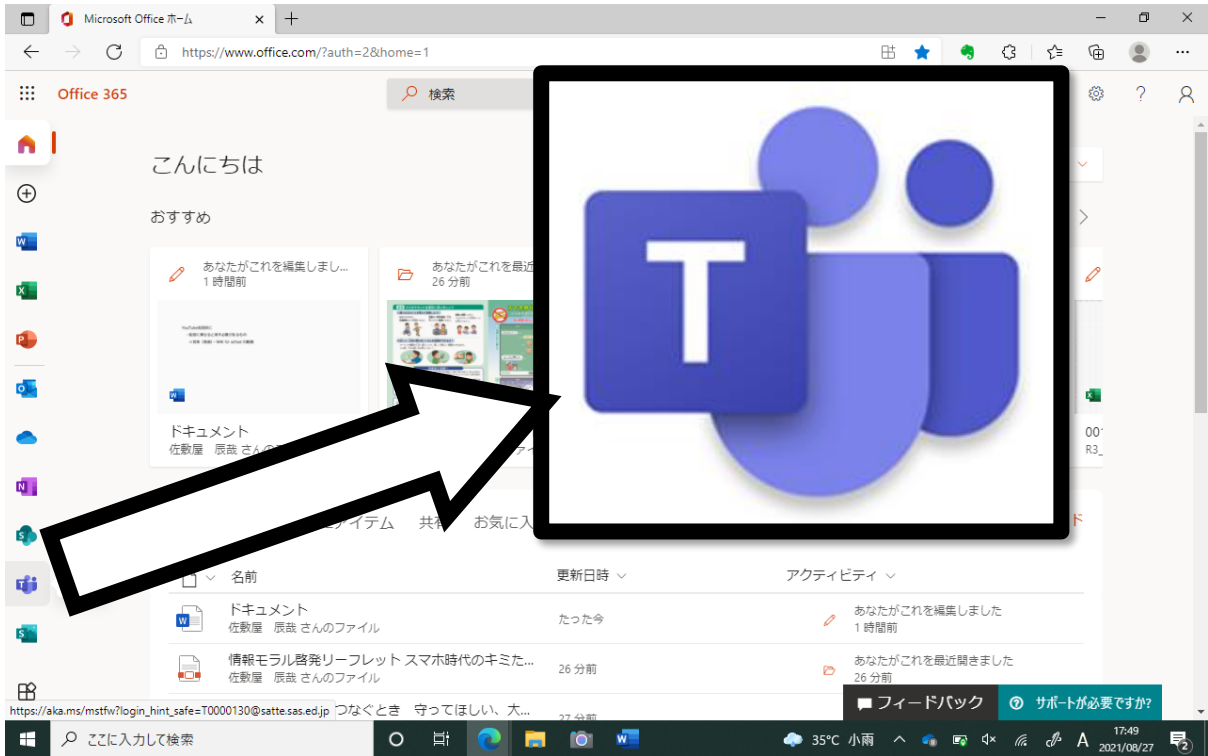 Microsoft Office ホーム
https://www.office.com/?auth=2&home=1
Office 365
検索
こんにちは
おすすめ
あなたがこれを編集しまし...
1 時間前
あなたがこれを最近
26 分前
T
ドキュメント
佐敷屋 辰哉 さんの
001
R3_
アイテム 共有 お気に入
ド
名前 更新日時 アクティビティ
ドキュメント
佐敷屋 辰哉 さんのファイル
たった今
あなたがこれを編集しました
1 時間前
情報モラル啓発リーフレット スマホ時代のキミた...
佐敷屋 辰哉 さんのファイル
26 分前
あなたがこれを最近開きました
26 分前
つなぐとき 守ってほしい、大...
27 分前
https://aka.ms/mstfw?login_hint_safe=T0000130@satte.sas.ed.jp
フィードバック
サポートが必要ですか?
ここに入力して検索
35°C 小雨
A
17:49
2021/08/27
2